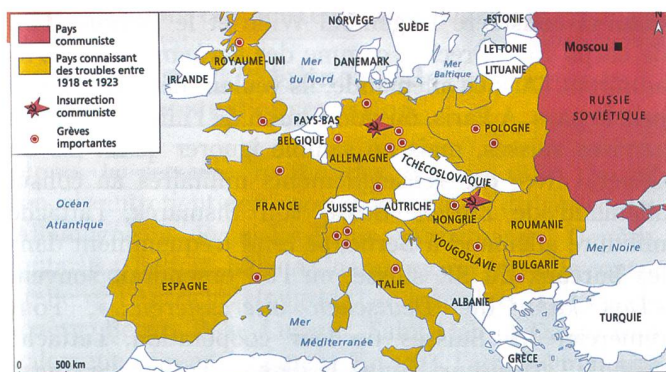 Pays
communiste
Pays connaissant
des troubles entre
1918 et 1923
Insurrection
communiste
Grèves
importantes
NORVÈGE
SUÈDE
ESTONIE
LETTONIE
LITUANIE
Moscou
RUSSIE
SOVIÉTIQUE
ROYAUME-UNI
IRLANDE
Mer
du Nord
DANEMARK
Mer
Baltique
PAYS-BAS
BELGIQUE
ALLEMAGNE
POLOGNE
TCHÉCOSLOVAQUIE
Océan
Atlantique
FRANCE
SUISSE
AUTRICHE
HONGRIE
ROUMANIE
YOUGOSLAVIE
Mer Noire
BULGARIE
ESPAGNE
ITALIE
ALBANIE
TURQUIE
GRÈCE
Mer
Méditerranée
0 500 km